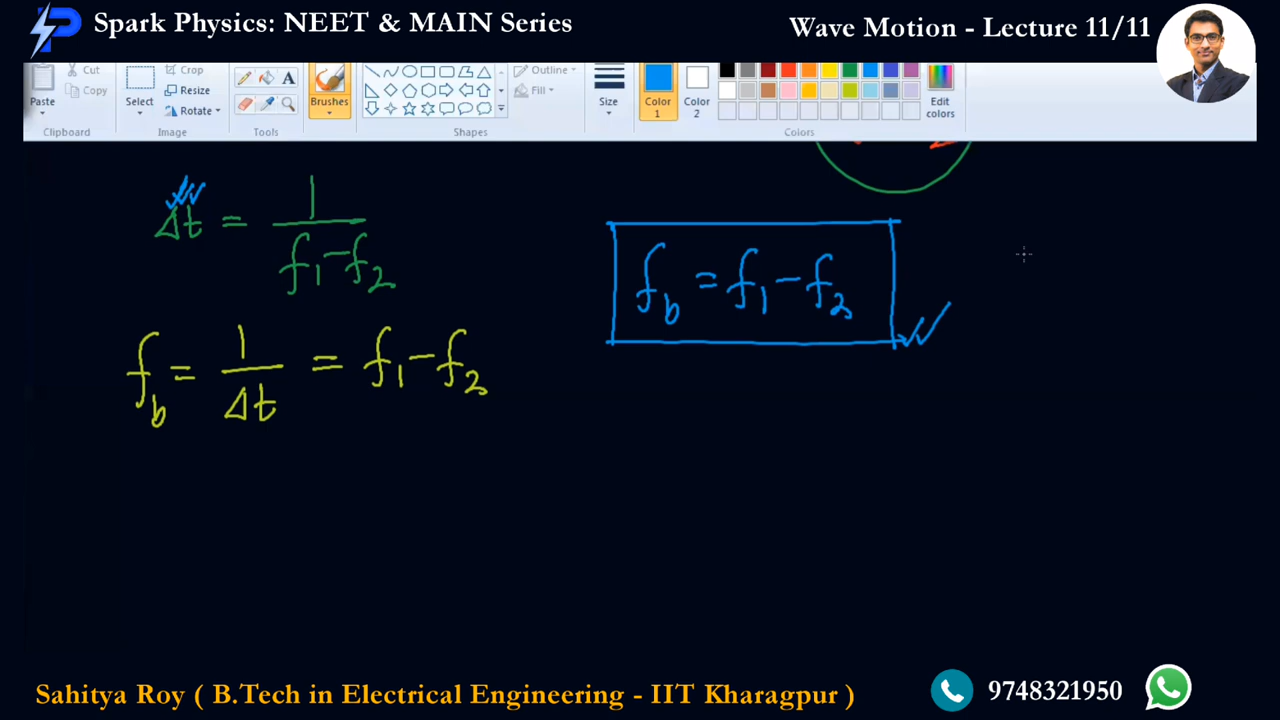 Spark Physics: NEET & MAIN Series
Wave Motion - Lecture 11/11
Paste
Cut
Copy
Clipboard
Select
Crop
Resize
Rotate
Image
A
Tools
Brushes
Outline
Fill
Shapes
Size
Color 1
Color 2
Edit colors
Colors
Δt = 1/(f₁-f₂)
f_b = 1/Δt = f₁-f₂
f_b = f₁-f₂
Sahitya Roy ( B.Tech in Electrical Engineering - IIT Kharagpur )
9748321950